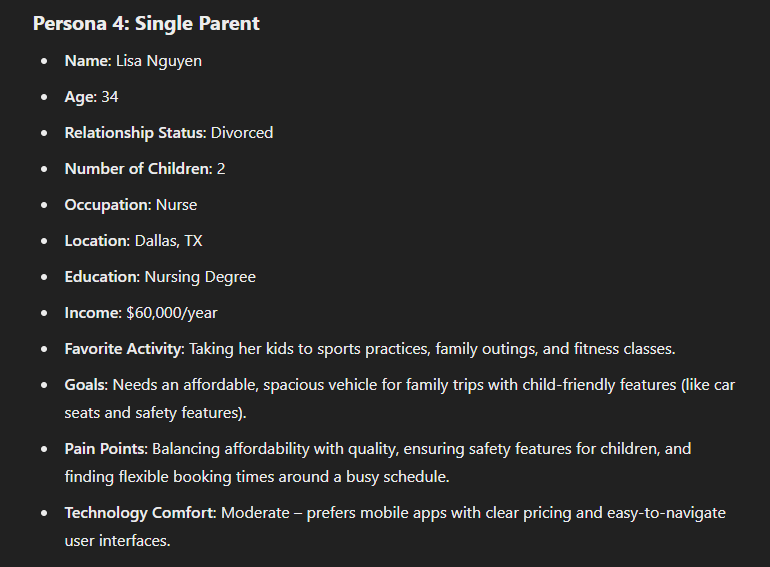 Persona 4: Single Parent
• Name: Lisa Nguyen
• Age: 34
• Relationship Status: Divorced
• Number of Children: 2
• Occupation: Nurse
• Location: Dallas, TX
• Education: Nursing Degree
• Income: $60,000/year
• Favorite Activity: Taking her kids to sports practices, family outings, and fitness classes.
• Goals: Needs an affordable, spacious vehicle for family trips with child-friendly features (like car
seats and safety features).
• Pain Points: Balancing affordability with quality, ensuring safety features for children, and
finding flexible booking times around a busy schedule.
• Technology Comfort: Moderate – prefers mobile apps with clear pricing and easy-to-navigate
user interfaces.